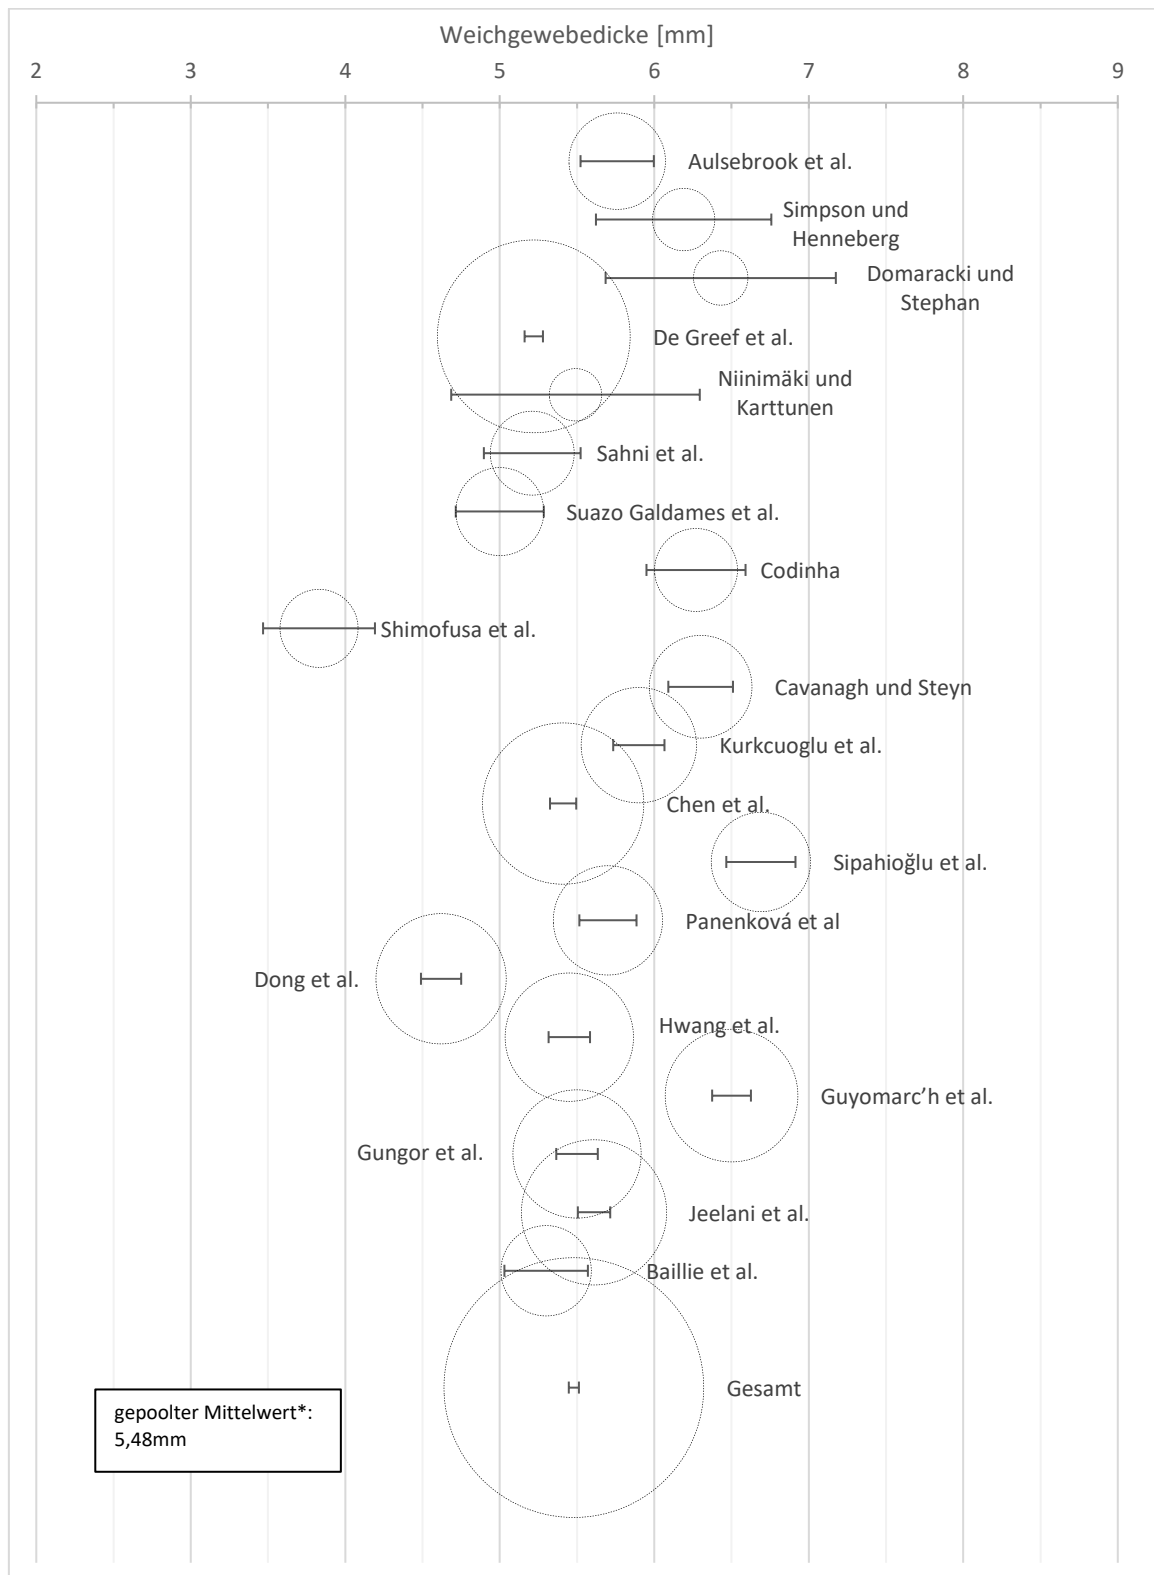 Weichgewebedicke [mm]
2 3 4 5 6 7 8 9
Aulsebrook et al.
Simpson und
Henneberg
Domaracki und
Stephan
De Greef et al.
Niinimäki und
Karttunen
Sahni et al.
Suazo Galdames et al.
Codinha
Shimofusa et al.
Cavanagh und Steyn
Kurkcuoglu et al.
Chen et al.
Sipahioğlu et al.
Panenková et al
Dong et al.
Hwang et al.
Guyomarc’h et al.
Gungor et al.
Jeelani et al.
Baillie et al.
Gesamt
gepoolter Mittelwert*:
5,48mm